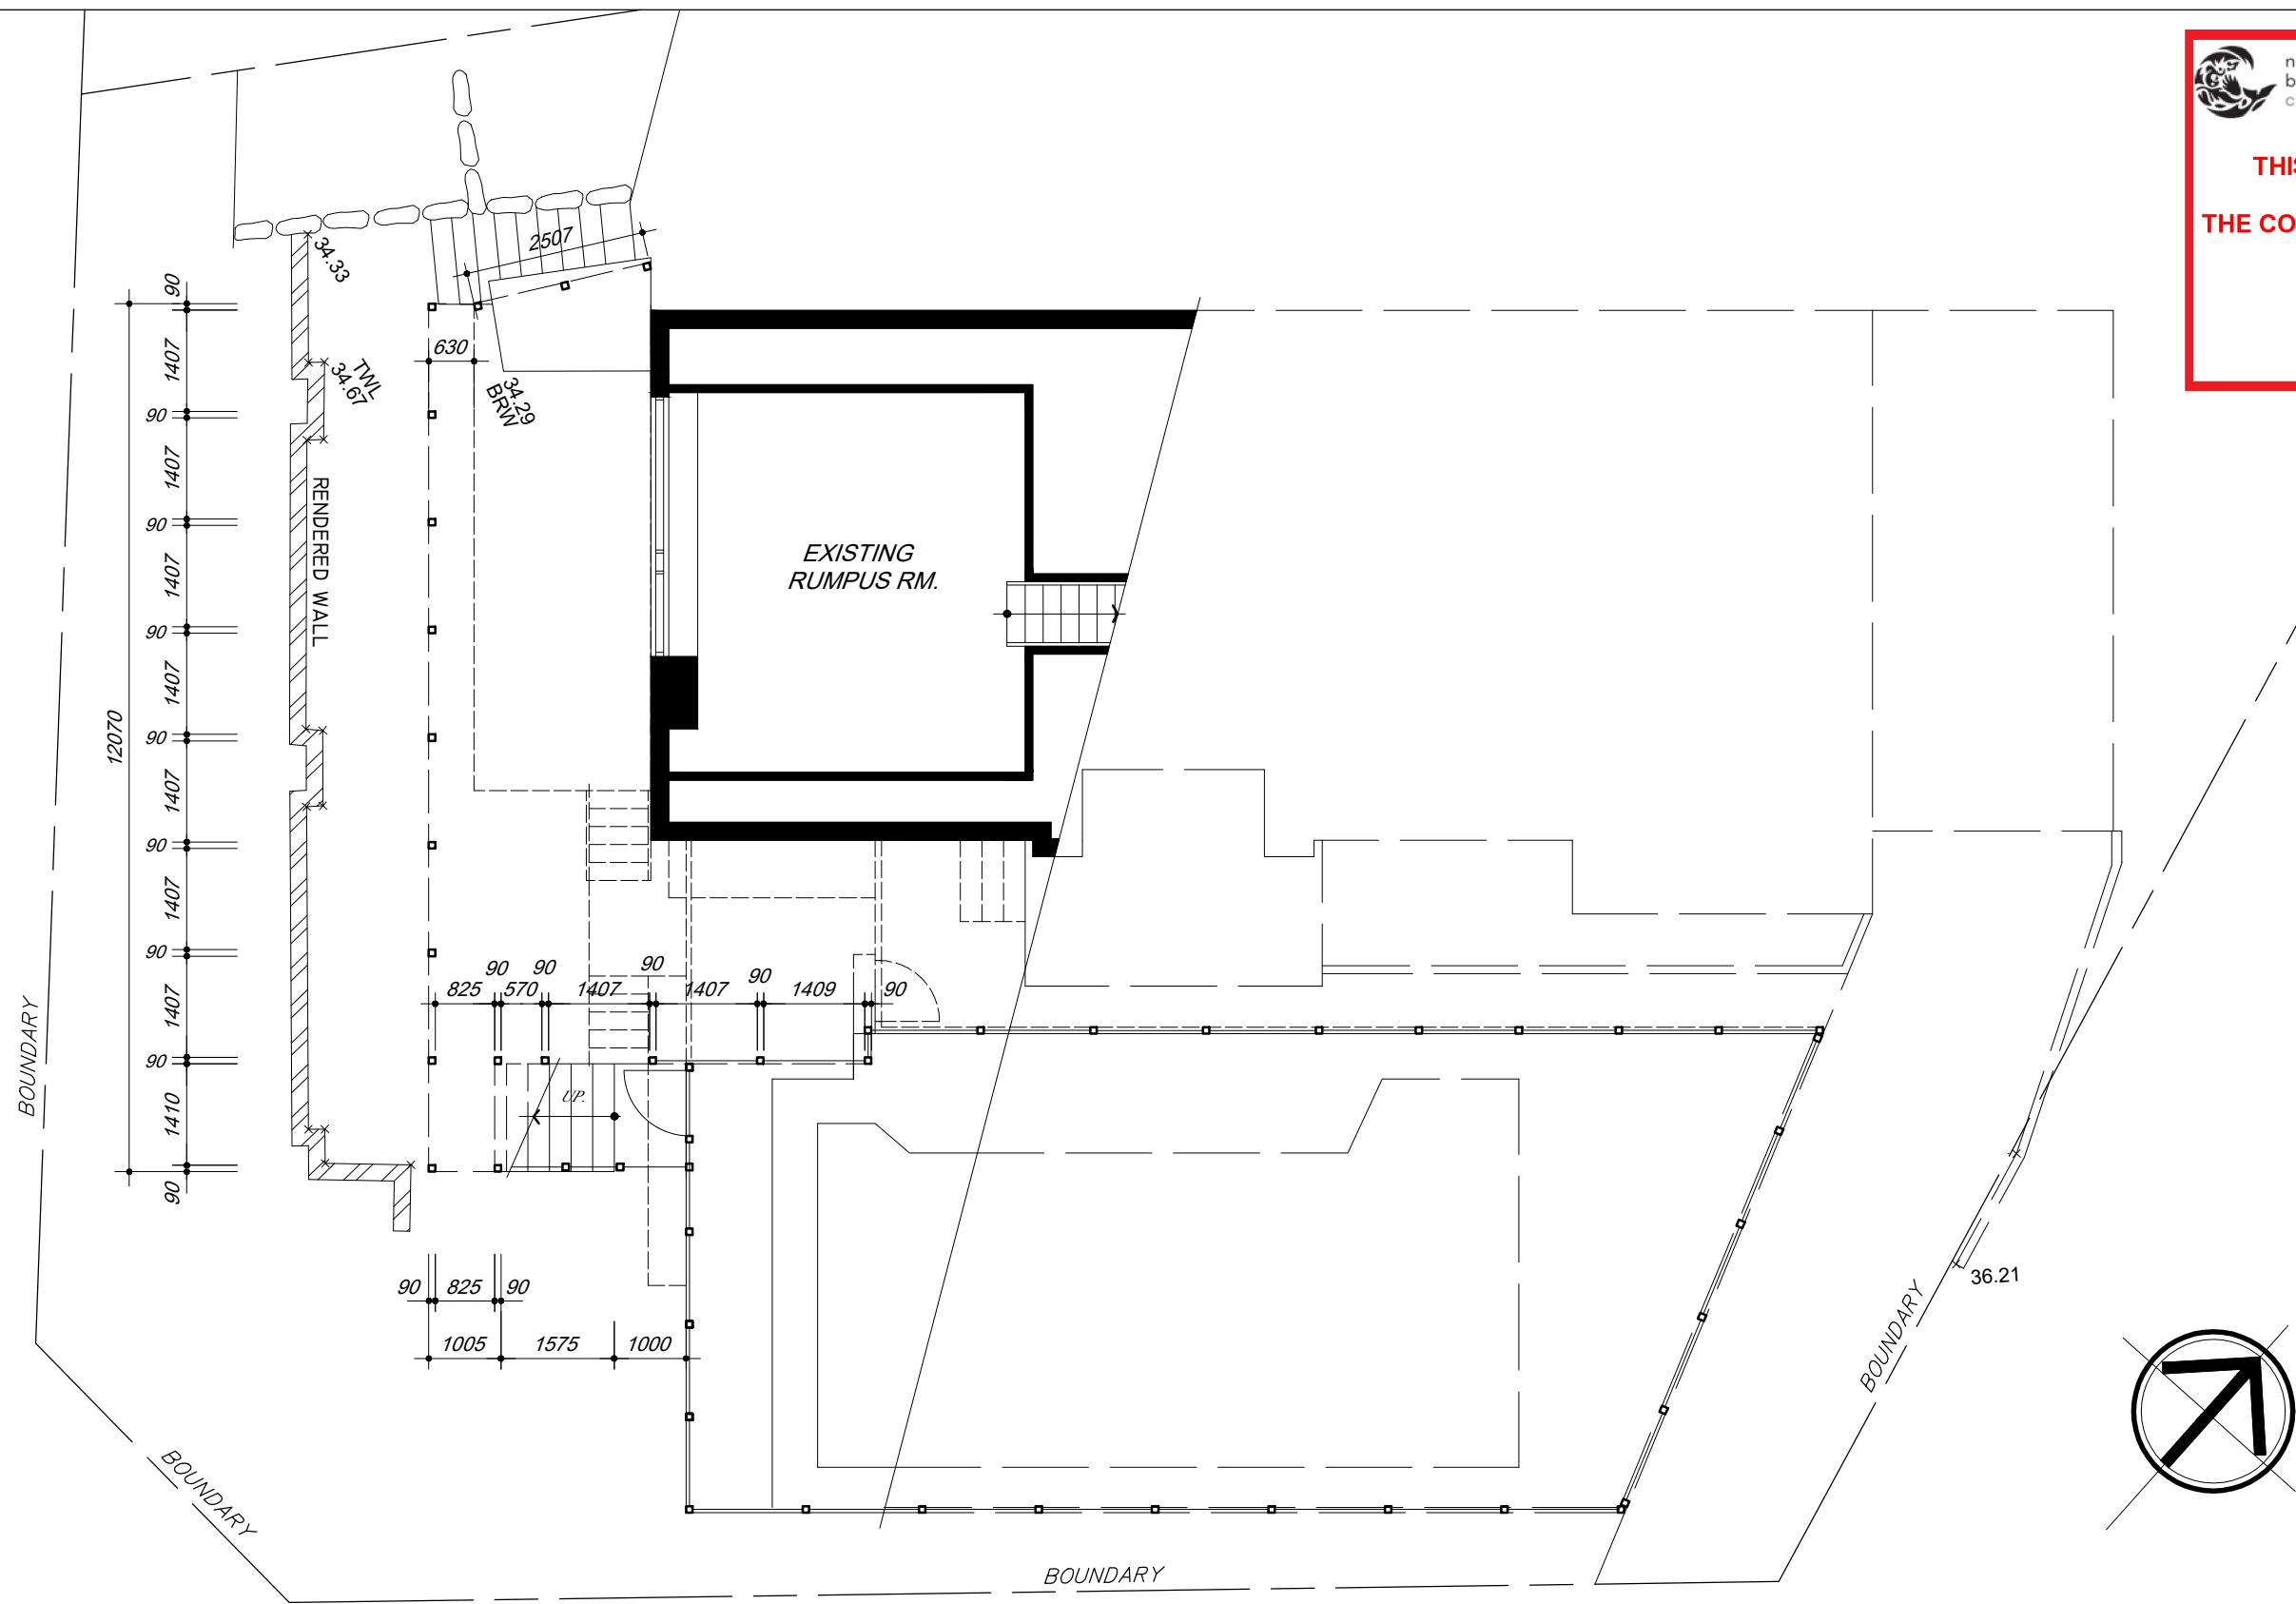 n
b
c
THIS
THE CO
2507
34.33
630
TWL
34.67
34.29
BRW
RENDERED WALL
EXISTING
RUMPUS RM.
90
1407
90
1407
90
1407
90
1407
90
1407
90
1407
90
1407
90
1410
90
12070
90
90
90
90
825
570
1407
1407
1409
90
UP.
90
825
90
1005
1575
1000
36.21
BOUNDARY
BOUNDARY
BOUNDARY
BOUNDARY